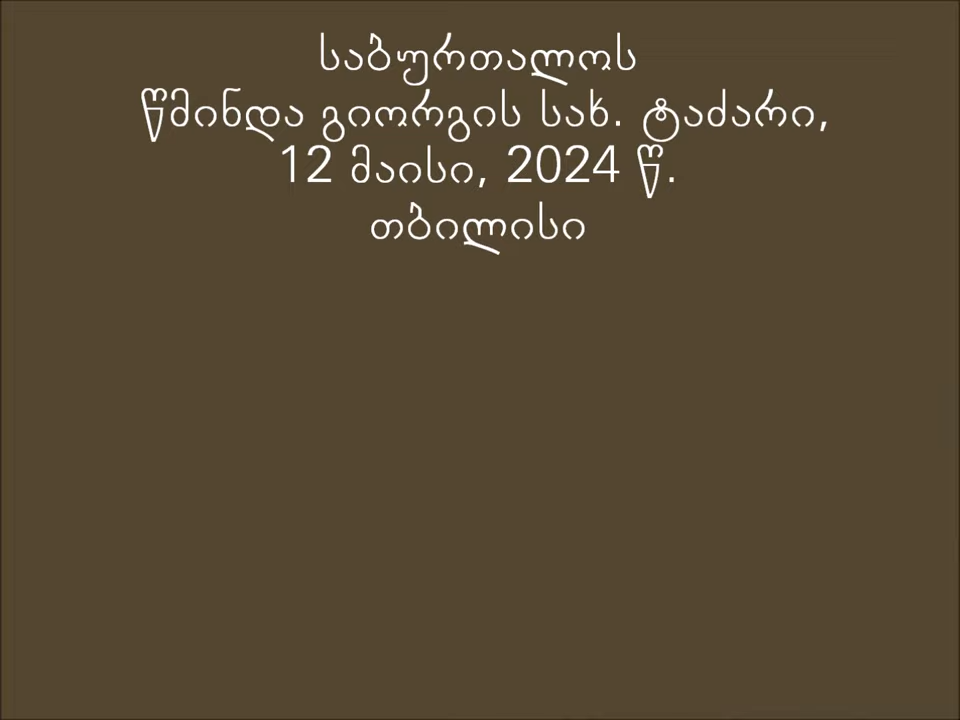 საბურთალოს
წმინდა გიორგის სახ. ტაძარი,
12 მაისი, 2024 წ.
თბილისი